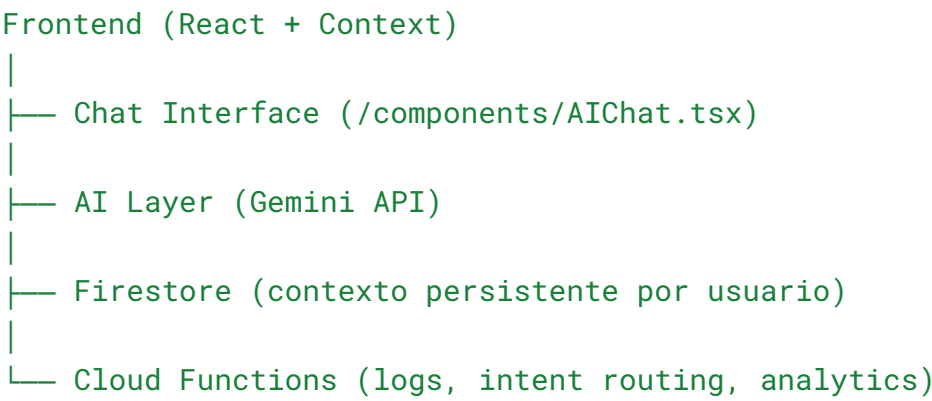 Frontend (React + Context)
│
├── Chat Interface (/components/AIChat.tsx)
│
├── AI Layer (Gemini API)
│
├── Firestore (contexto persistente por usuario)
│
└── Cloud Functions (logs, intent routing, analytics)